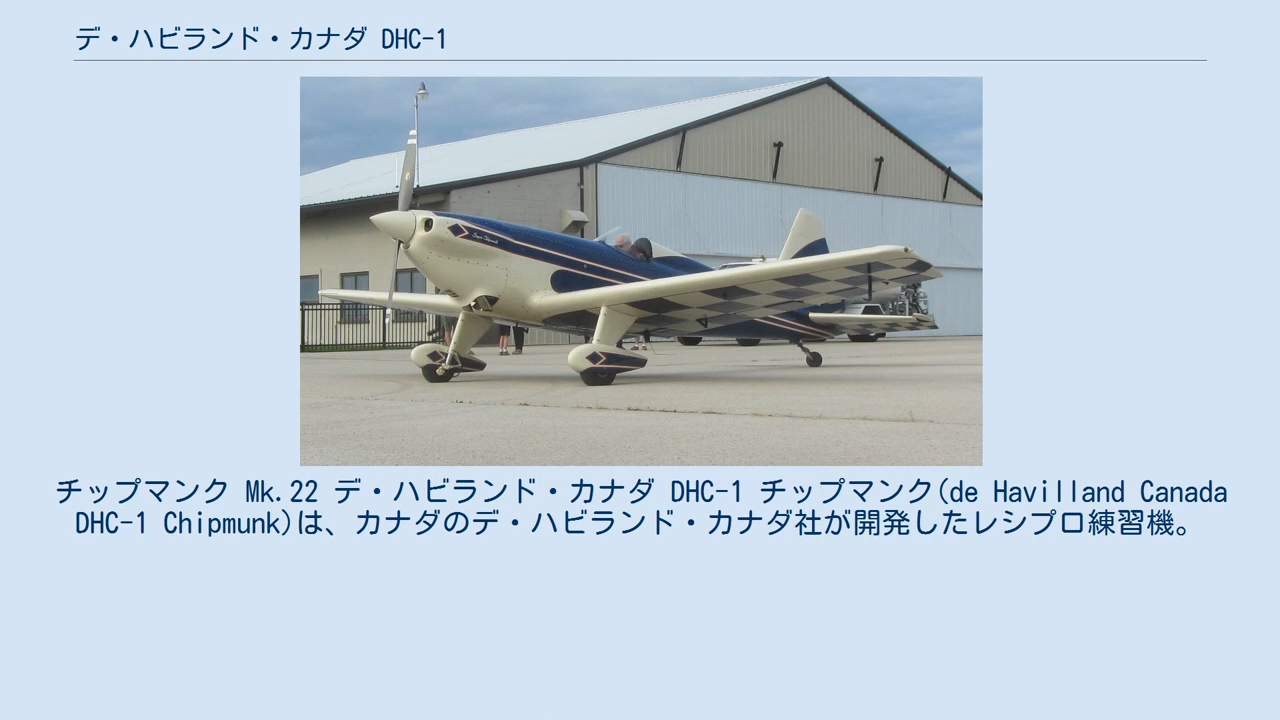 デ・ハビランド・カナダ DHC-1
チップマンク Mk.22 デ・ハビランド・カナダ DHC-1 チップマンク(de Havilland Canada
DHC-1 Chipmunk)は、カナダのデ・ハビランド・カナダ社が開発したレシプロ練習機。